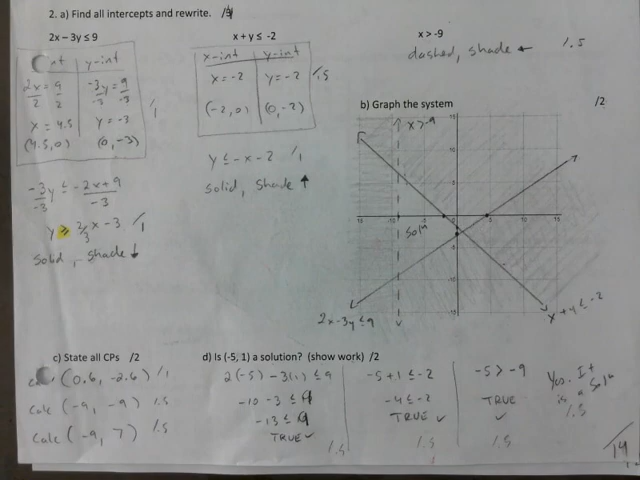 2. a) Find all intercepts and rewrite.
2x – 3y ≤ 9
x-int
y-int
2x = 9
2 2
-3y = 9
-3 -3
x = 4.5
y = -3
(4.5, 0)
(0, -3)
/1
-3y ≤ -2x+9
-3 -3
y ≥ 2/3 x - 3 /1
Solid, Shade ↓
x + y ≤ -2
x-int
y-int
x = -2
y = -2
/.5
(-2, 0)
(0, -2)
y ≤ -x - 2 /1
Solid, Shade ↑
x > -9
dashed, shade ← /.5
b) Graph the system /2
x > -9
Soln
2x-3y ≤ 9
x + y ≤ -2
c) State all CPs /2
calc (0.6, -2.6) /1
calc (-9, -9) /.5
calc (-9, 7) /.5
d) Is (-5, 1) a solution? (show work) /2
2(-5) - 3(1) ≤ 9
-10 - 3 ≤ 9
-13 ≤ 9
TRUE ✓
/.5
-5 + 1 ≤ -2
-4 ≤ -2
TRUE ✓
/.5
-5 > -9
TRUE
✓
/.5
Yes. It
is a Soln
/.5
/14